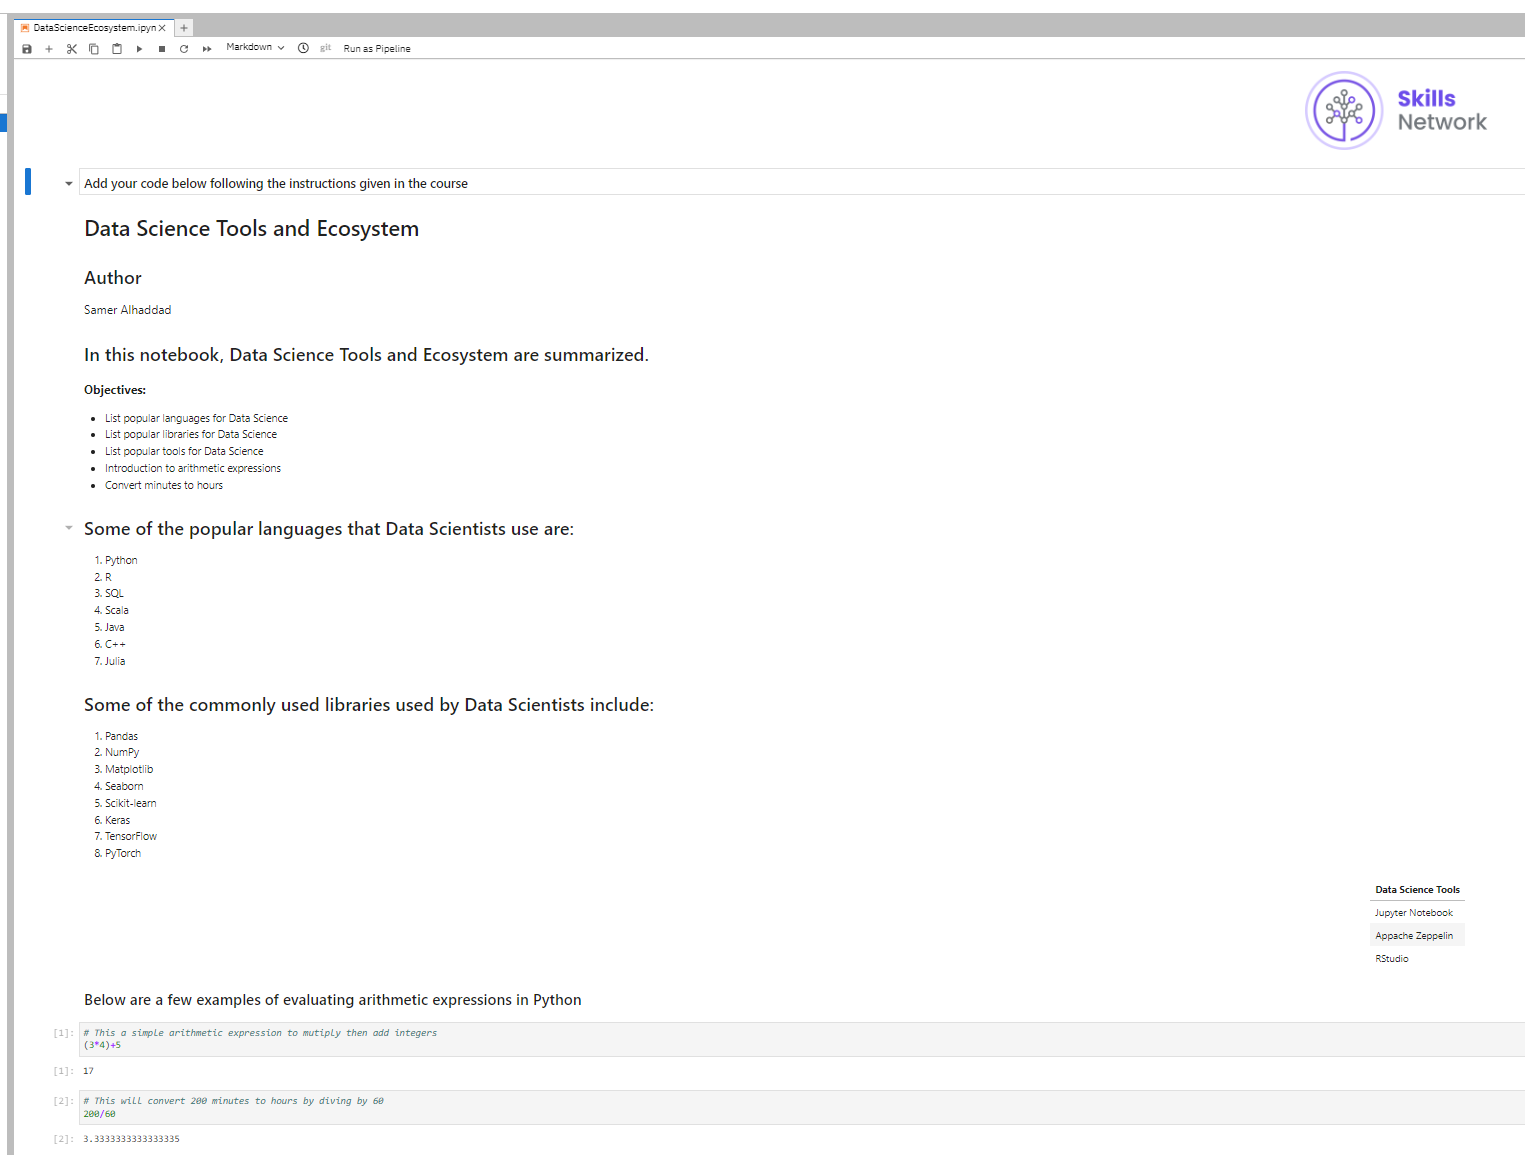 DataScienceEcosystem.ipyn
Markdown
git
Run as Pipeline
Skills
Network
Add your code below following the instructions given in the course
Data Science Tools and Ecosystem
Author
Samer Alhaddad
In this notebook, Data Science Tools and Ecosystem are summarized.
Objectives:
• List popular languages for Data Science
• List popular libraries for Data Science
• List popular tools for Data Science
• Introduction to arithmetic expressions
• Convert minutes to hours
Some of the popular languages that Data Scientists use are:
1. Python
2. R
3. SQL
4. Scala
5. Java
6. C++
7. Julia
Some of the commonly used libraries used by Data Scientists include:
1. Pandas
2. NumPy
3. Matplotlib
4. Seaborn
5. Scikit-learn
6. Keras
7. TensorFlow
8. PyTorch
Data Science Tools
Jupyter Notebook
Appache Zeppelin
RStudio
Below are a few examples of evaluating arithmetic expressions in Python
[1]: # This a simple arithmetic expression to mutiply then add integers
(3*4)+5
[1]: 17
[2]: # This will convert 200 minutes to hours by diving by 60
200/60
[2]: 3.3333333333333335